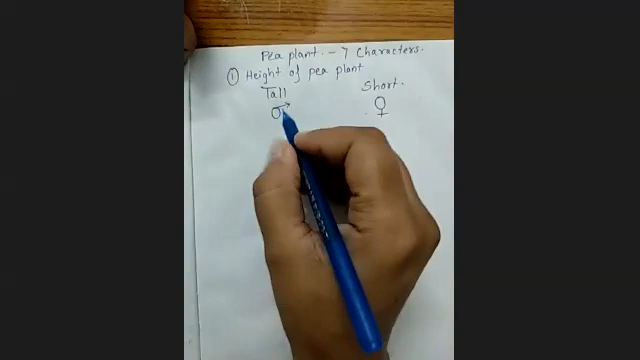 Pea plant. - 7 Characters.
① Height of pea plant
Tall Short.
♂ ♀